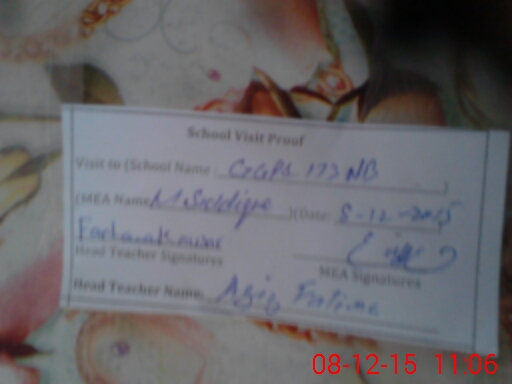 School Visit Proof
Visit to (School Name: GGPS 173 NB
(MEA Name M Siddique )(Date: 8-12-2015
Head Teacher Signatures
MEA Signatures
Head Teacher Name: Aziz Fatima
08-12-15 11:06